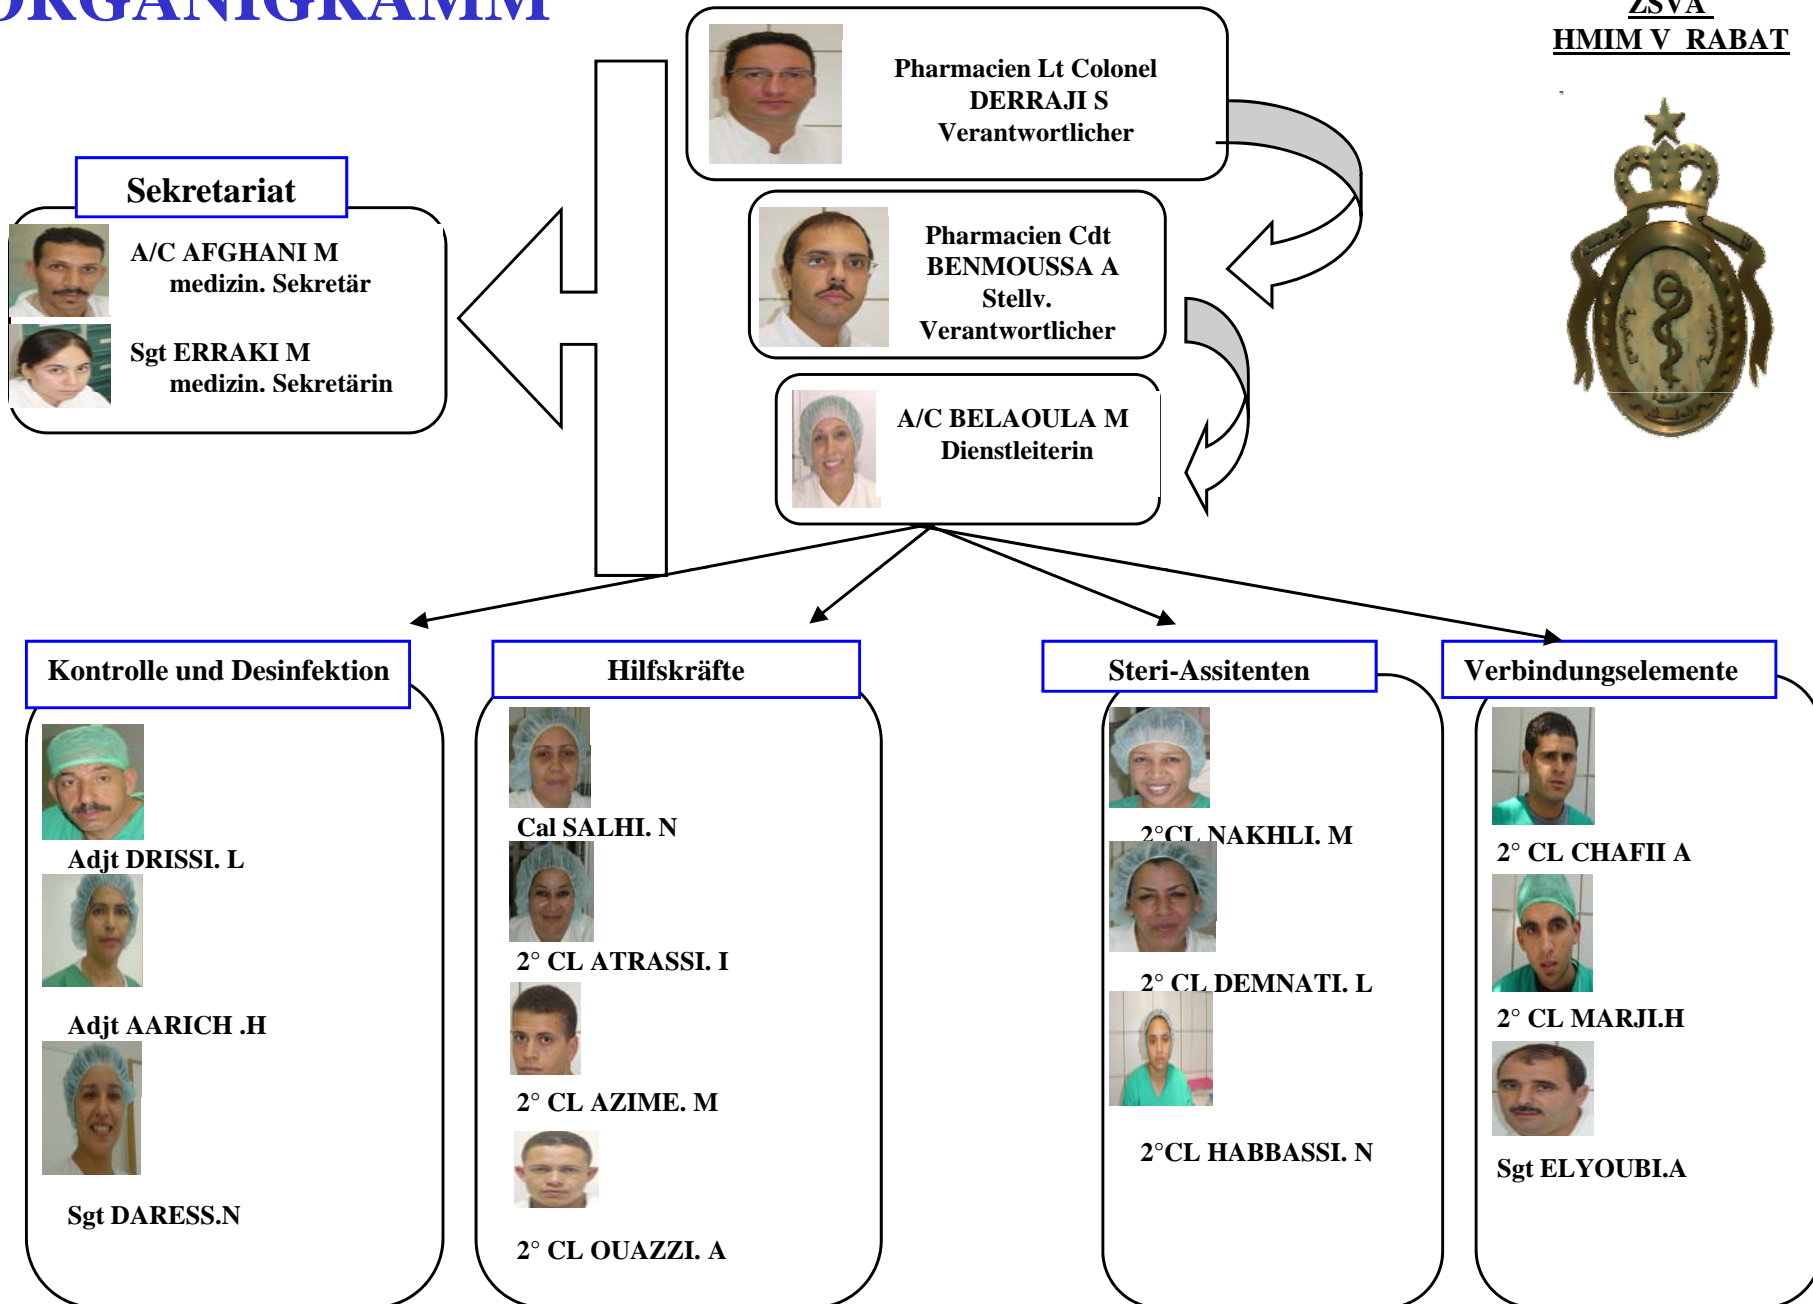 ORGANIGRAMM
ZSVA
HMIM V RABAT
Pharmacien Lt Colonel
DERRAJI S
Verantwortlicher
Sekretariat
A/C AFGHANI M
medizin. Sekretär
Sgt ERRAKI M
medizin. Sekretärin
Pharmacien Cdt
BENMOUSSA A
Stellv.
Verantwortlicher
A/C BELAOULA M
Dienstleiterin
Kontrolle und Desinfektion
Adjt DRISSI. L
Adjt AARICH .H
Sgt DARESS.N
Hilfskräfte
Cal SALHI. N
2° CL ATRASSI. I
2° CL AZIME. M
2° CL OUAZZI. A
Steri-Assitenten
2°CL NAKHLI. M
2° CL DEMNATI. L
2°CL HABBASSI. N
Verbindungselemente
2° CL CHAFII A
2° CL MARJI.H
Sgt ELYOUBI.A